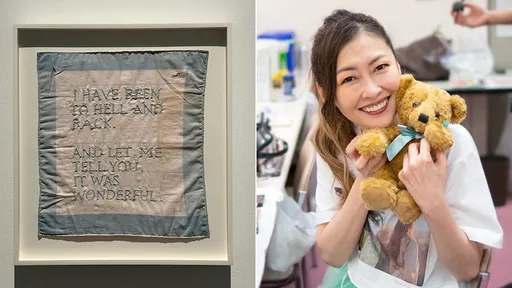 I HAVE BEEN
TO HELL AND
BACK.
AND LET ME
TELL YOU,
IT WAS
WONDERFUL.